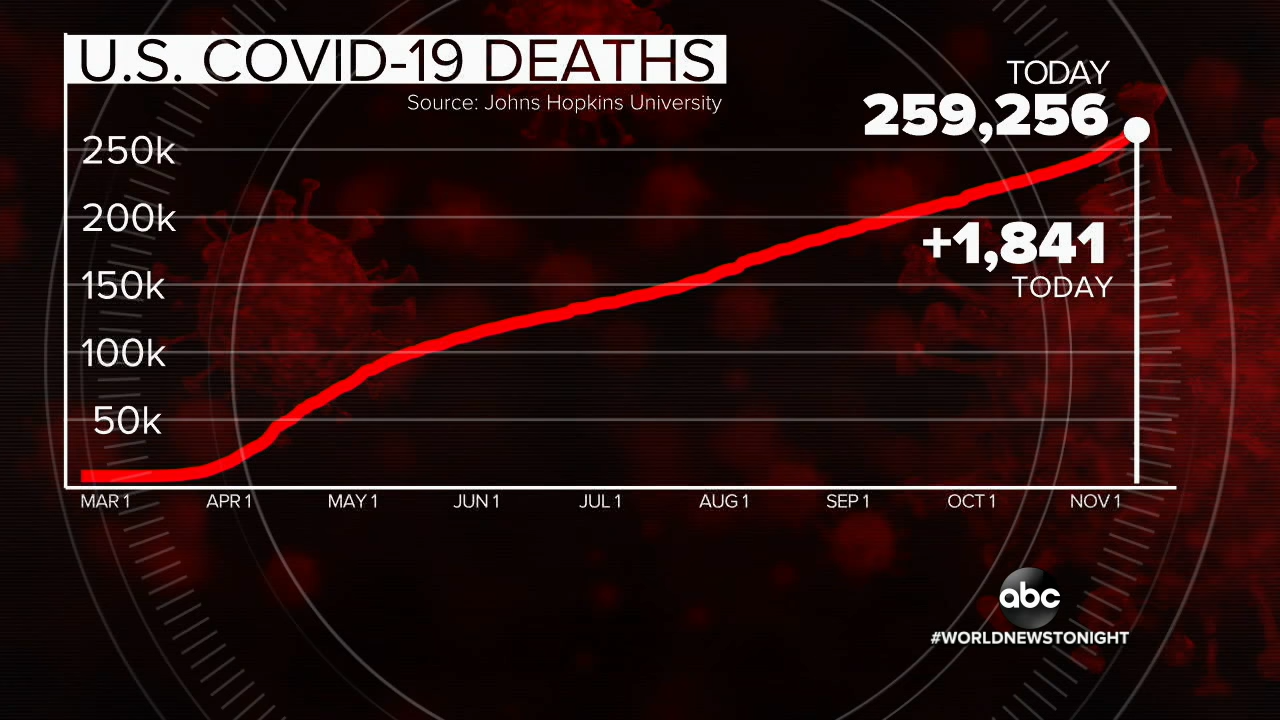 U.S. COVID-19 DEATHS
Source: Johns Hopkins University
TODAY
259,256
+1,841
TODAY
250k
200k
150k
100k
50k
MAR 1 APR 1 MAY 1 JUN 1 JUL 1 AUG 1 SEP 1 OCT 1 NOV 1
abc
#WORLDNEWSTONIGHT